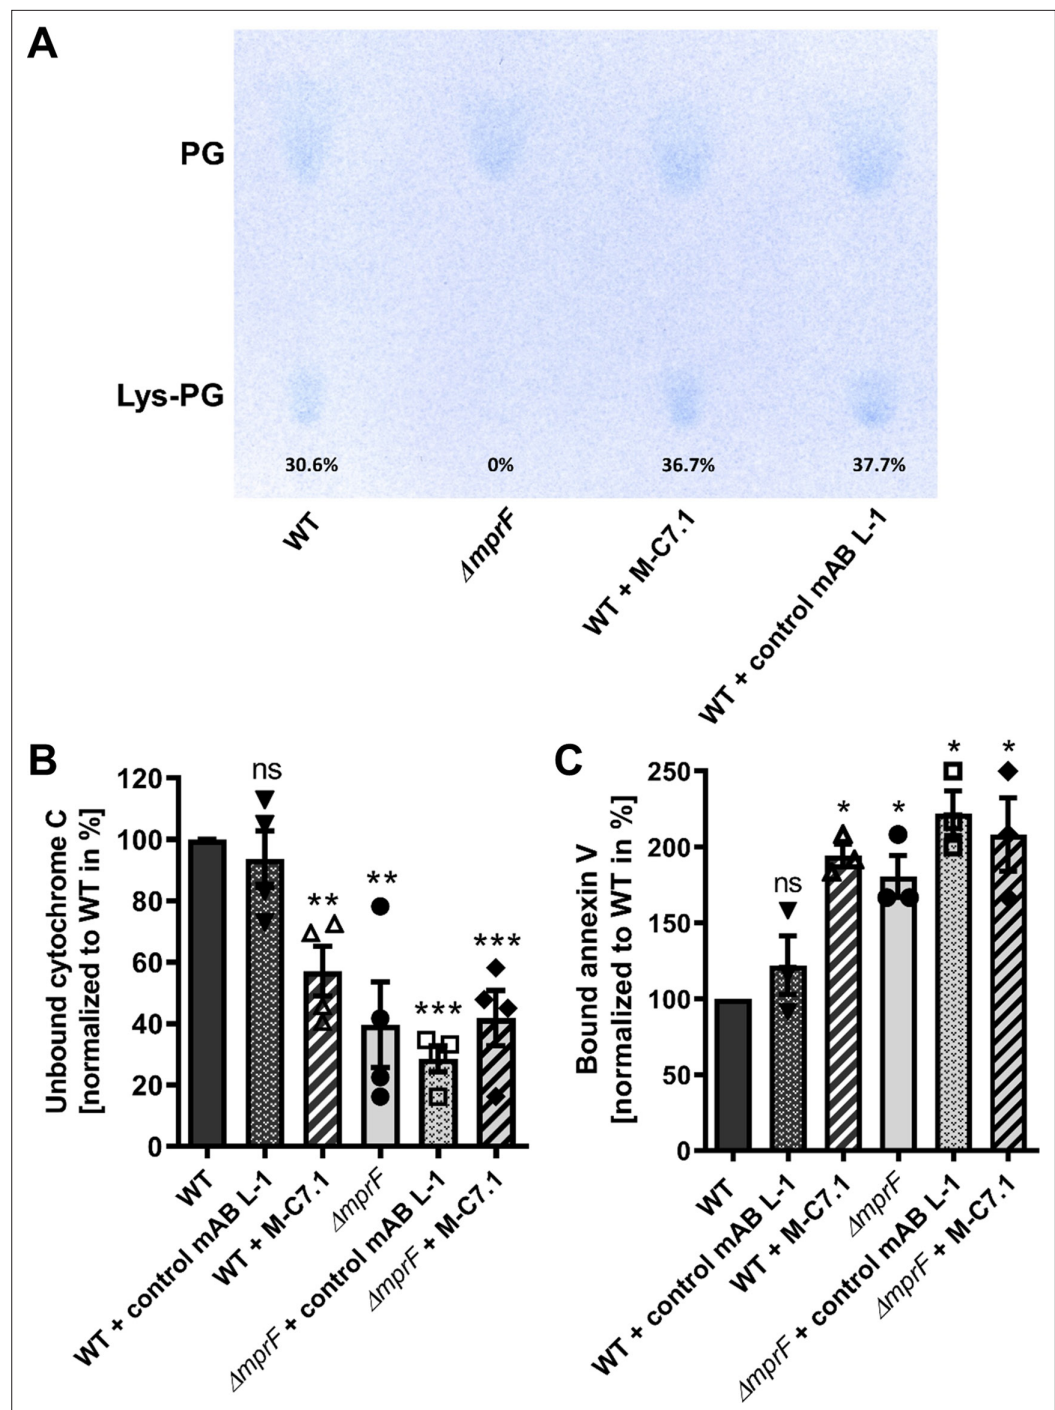 A
PG
Lys-PG
30.6% 0% 36.7% 37.7%
WT
ΔmprF
WT + M-C7.1
WT + control mAB L-1
B
Unbound cytochrome C
[normalized to WT in %]
120
100
80
60
40
20
0
ns
**
**
***
***
WT
WT + control mAB L-1
WT + M-C7.1
ΔmprF
ΔmprF + control mAB L-1
ΔmprF + M-C7.1
C
Bound annexin V
[normalized to WT in %]
250
200
150
100
50
0
ns
*
*
*
*
WT
WT + control mAB L-1
WT + M-C7.1
ΔmprF
ΔmprF + control mAB L-1
ΔmprF + M-C7.1